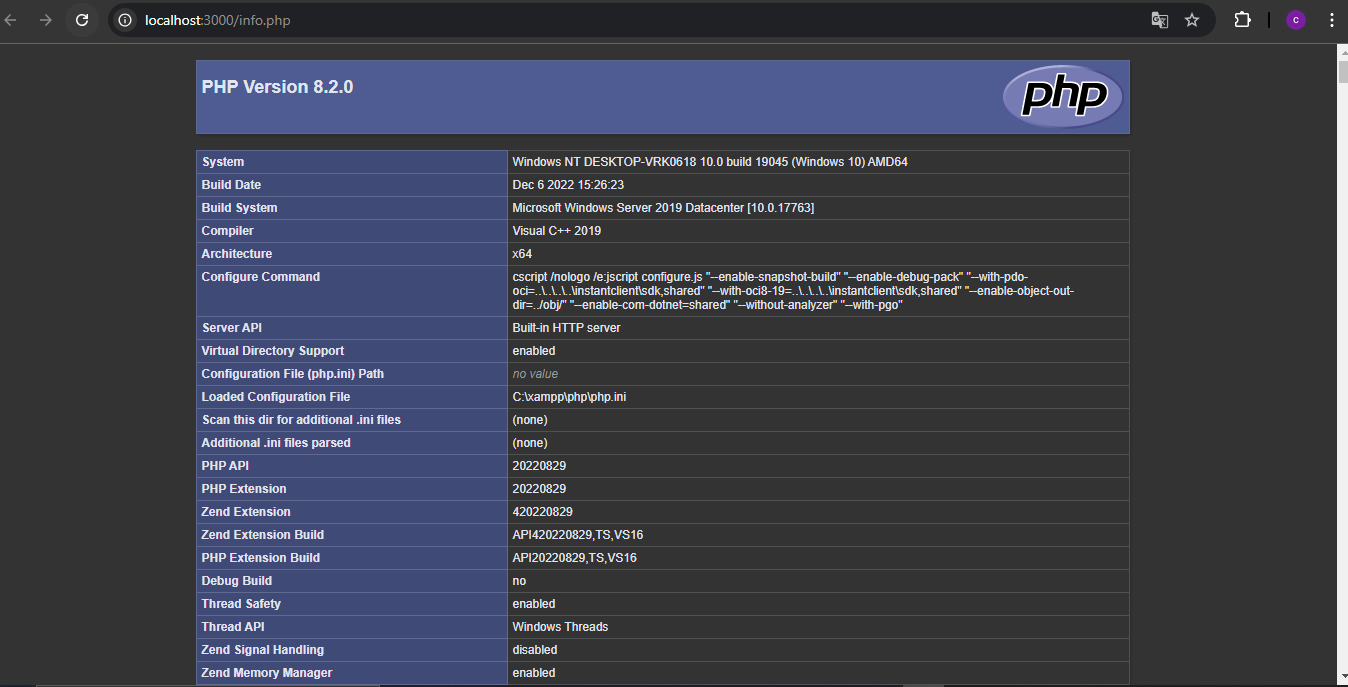 localhost:3000/info.php
C
PHP Version 8.2.0
php
System Windows NT DESKTOP-VRK0618 10.0 build 19045 (Windows 10) AMD64
Build Date Dec 6 2022 15:26:23
Build System Microsoft Windows Server 2019 Datacenter [10.0.17763]
Compiler Visual C++ 2019
Architecture x64
Configure Command cscript /nologo /e:jscript configure.js "--enable-snapshot-build" "--enable-debug-pack" "--with-pdo-
oci=..\..\..\..\instantclient\sdk,shared" "--with-oci8-19=..\..\..\..\instantclient\sdk,shared" "--enable-object-out-
dir=../obj/" "--enable-com-dotnet=shared" "--without-analyzer" "--with-pgo"
Server API Built-in HTTP server
Virtual Directory Support enabled
Configuration File (php.ini) Path no value
Loaded Configuration File C:\xampp\php\php.ini
Scan this dir for additional .ini files (none)
Additional .ini files parsed (none)
PHP API 20220829
PHP Extension 20220829
Zend Extension 420220829
Zend Extension Build API420220829,TS,VS16
PHP Extension Build API20220829,TS,VS16
Debug Build no
Thread Safety enabled
Thread API Windows Threads
Zend Signal Handling disabled
Zend Memory Manager enabled